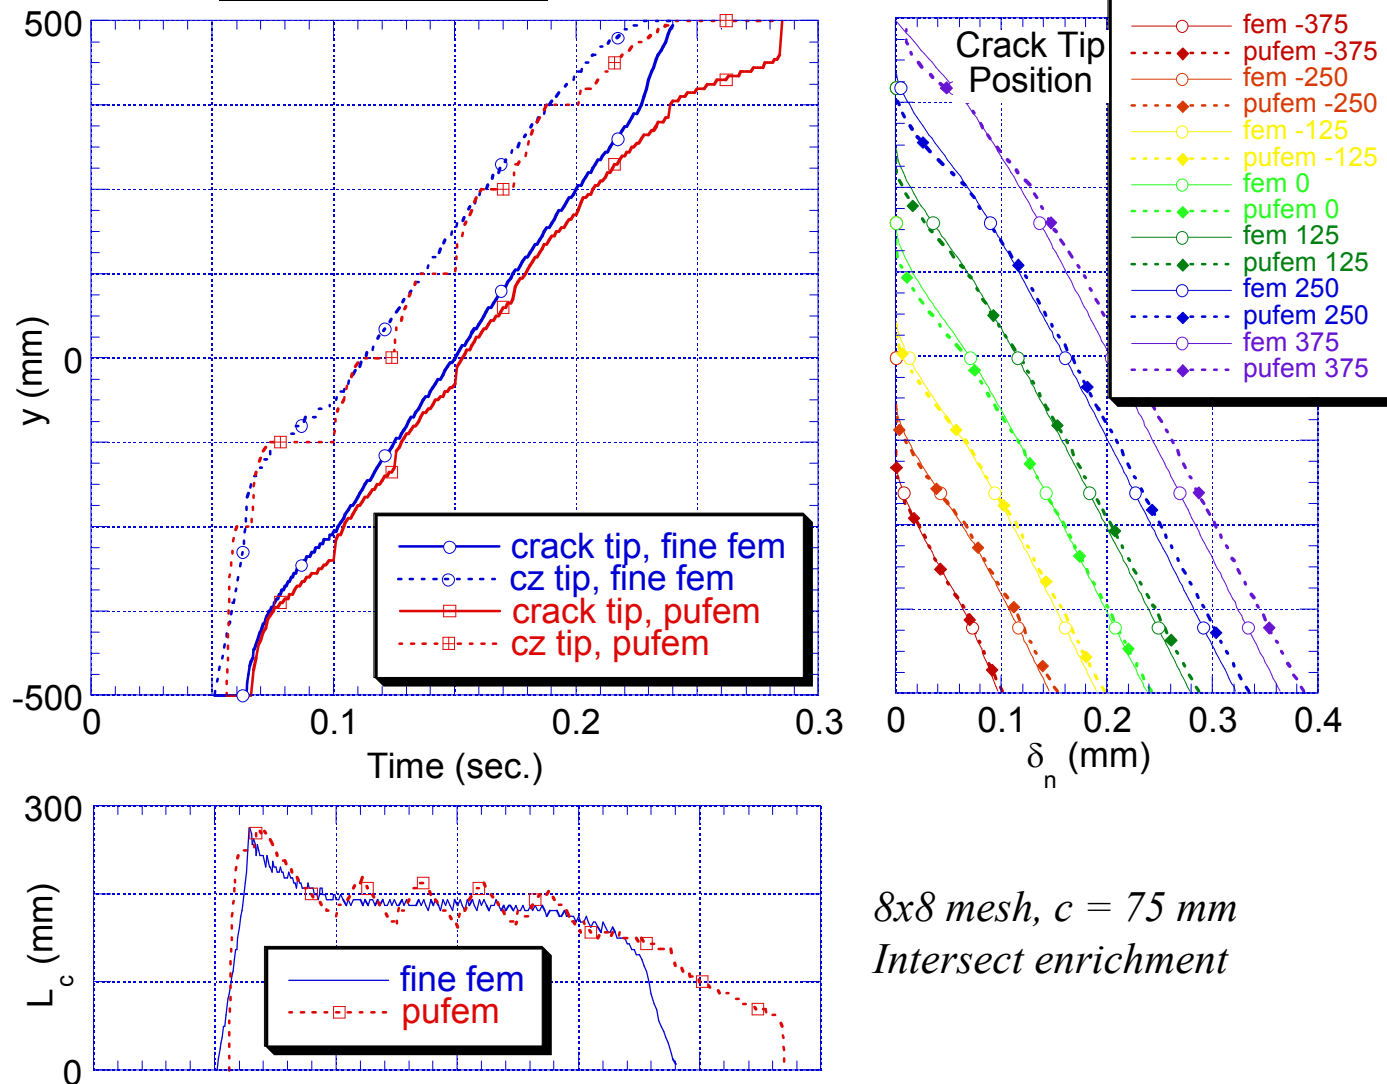 500
0
-500
y (mm)
0
0.1
0.2
0.3
Time (sec.)
crack tip, fine fem
cz tip, fine fem
crack tip, pufem
cz tip, pufem
Crack Tip
Position
fem -375
pufem -375
fem -250
pufem -250
fem -125
pufem -125
fem 0
pufem 0
fem 125
pufem 125
fem 250
pufem 250
fem 375
pufem 375
0
0.1
0.2
0.3
0.4
δn (mm)
300
0
Lc (mm)
fine fem
pufem
8x8 mesh, c = 75 mm
Intersect enrichment